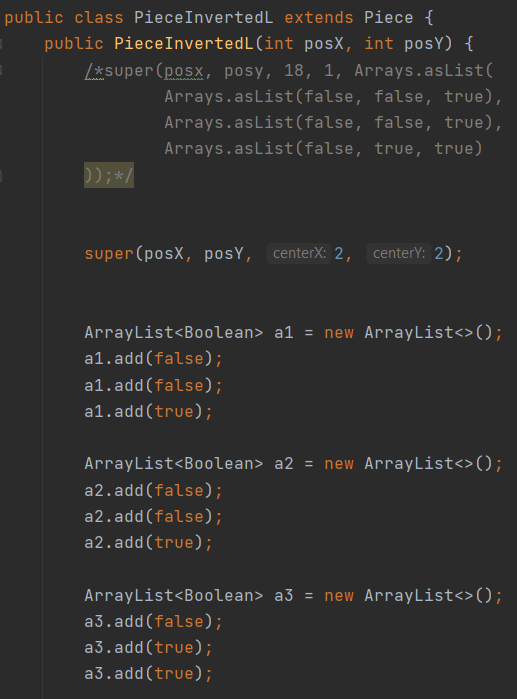 public class PieceInvertedL extends Piece {
public PieceInvertedL(int posX, int posY) {
/*super(posx, posy, 18, 1, Arrays.asList(
Arrays.asList(false, false, true),
Arrays.asList(false, false, true),
Arrays.asList(false, true, true)
));*/
super(posX, posY, centerX: 2, centerY: 2);
ArrayList<Boolean> a1 = new ArrayList<>();
a1.add(false);
a1.add(false);
a1.add(true);
ArrayList<Boolean> a2 = new ArrayList<>();
a2.add(false);
a2.add(false);
a2.add(true);
ArrayList<Boolean> a3 = new ArrayList<>();
a3.add(false);
a3.add(true);
a3.add(true);